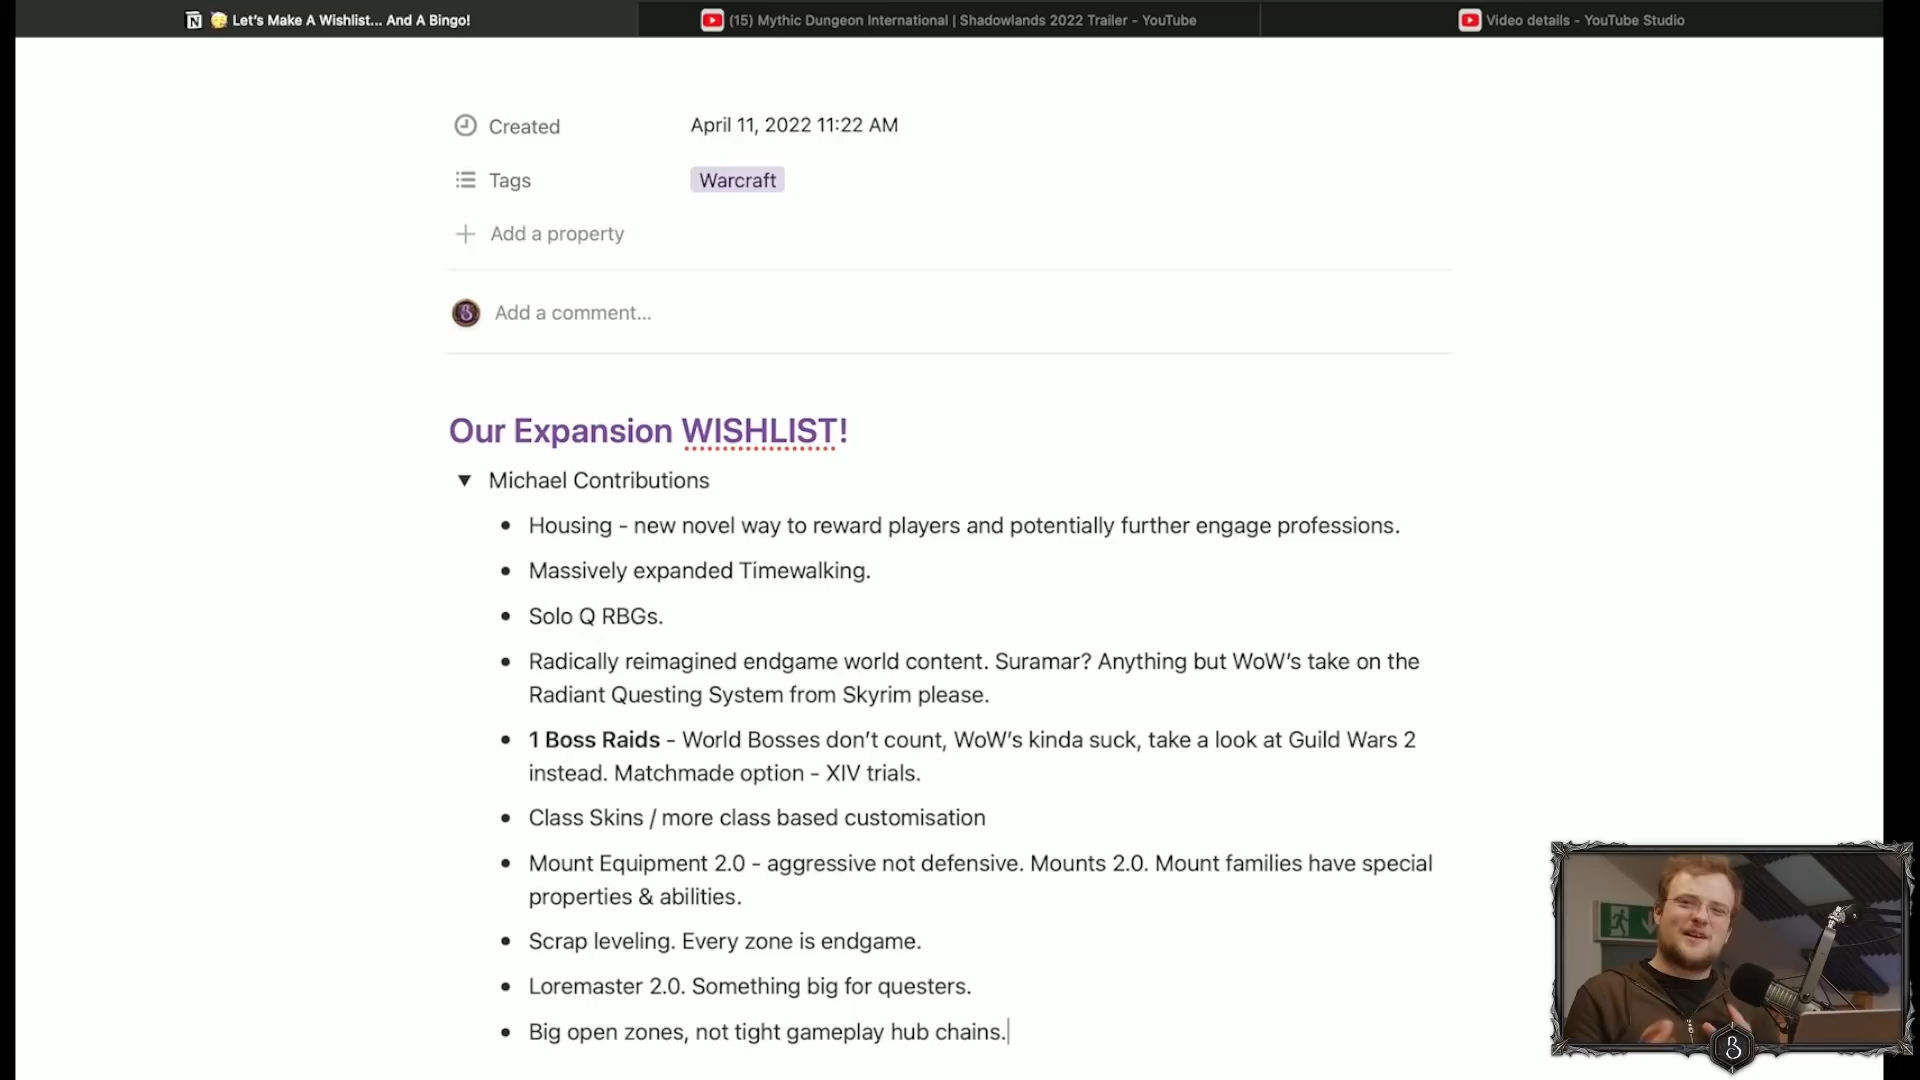 Let's Make A Wishlist... And A Bingo!
(15) Mythic Dungeon International | Shadowlands 2022 Trailer - YouTube
Video details - YouTube Studio
Created April 11, 2022 11:22 AM
Tags Warcraft
Add a property
Add a comment...
Our Expansion WISHLIST!
Michael Contributions
Housing - new novel way to reward players and potentially further engage professions.
Massively expanded Timewalking.
Solo Q RBGs.
Radically reimagined endgame world content. Suramar? Anything but WoW's take on the
Radiant Questing System from Skyrim please.
1 Boss Raids - World Bosses don't count, WoW's kinda suck, take a look at Guild Wars 2
instead. Matchmade option - XIV trials.
Class Skins / more class based customisation
Mount Equipment 2.0 - aggressive not defensive. Mounts 2.0. Mount families have special
properties & abilities.
Scrap leveling. Every zone is endgame.
Loremaster 2.0. Something big for questers.
Big open zones, not tight gameplay hub chains.
B